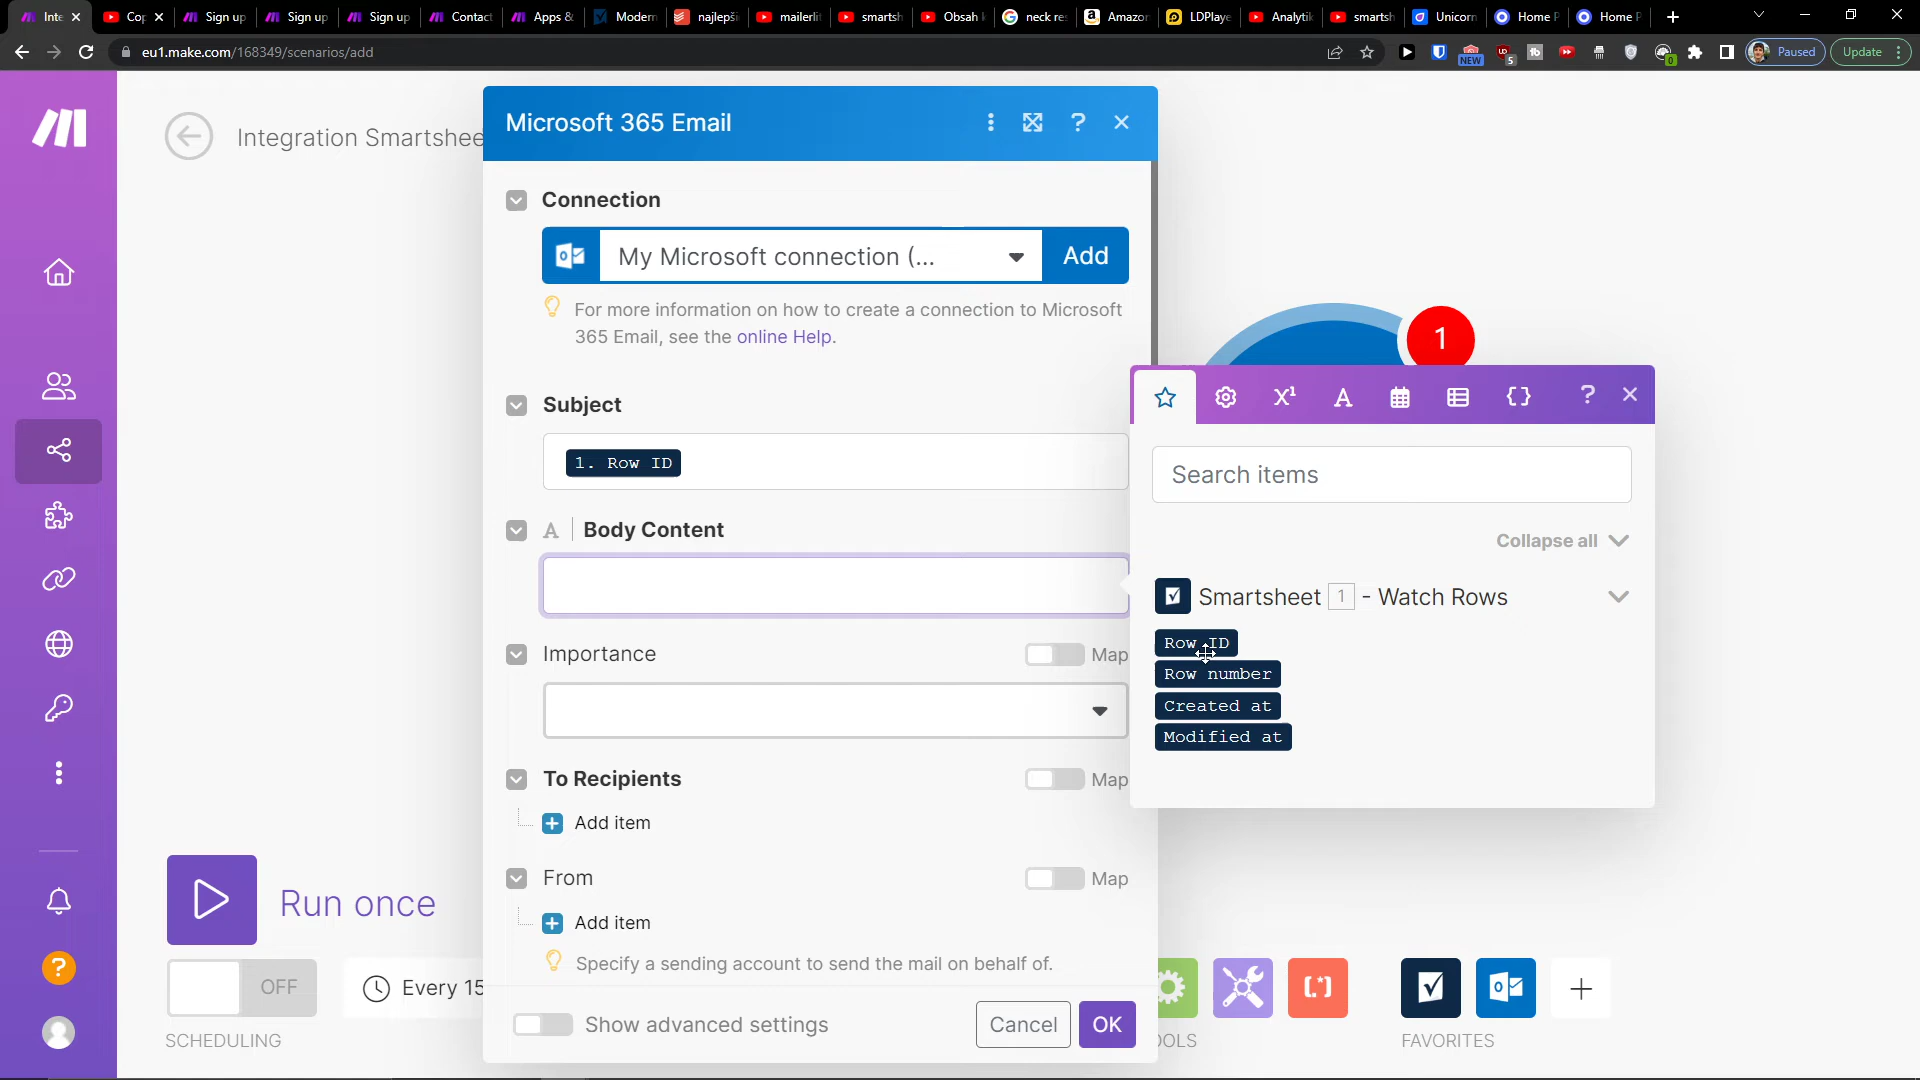 Inte
Cop
Sign up
Sign up
Sign up
Contact
Apps &
Modern
najlepši
mailerlit
smartsh
Obsah k
neck re
Amazon
LDPlaye
Analytik
smartsh
Unicorn
Home P
Home P
eu1.make.com/168349/scenarios/add
NEW
5
0
Paused
Update
Integration Smartshee
Microsoft 365 Email
?
Connection
My Microsoft connection (...
Add
For more information on how to create a connection to Microsoft
365 Email, see the online Help.
1
Subject
1. Row ID
?
Search items
A
Body Content
Collapse all
Smartsheet 1 - Watch Rows
Row ID
Row number
Created at
Modified at
Importance
Map
To Recipients
Map
Add item
From
Map
Add item
Specify a sending account to send the mail on behalf of.
Show advanced settings
Cancel
OK
Run once
OFF
Every 15
SCHEDULING
?
OOLS
FAVORITES